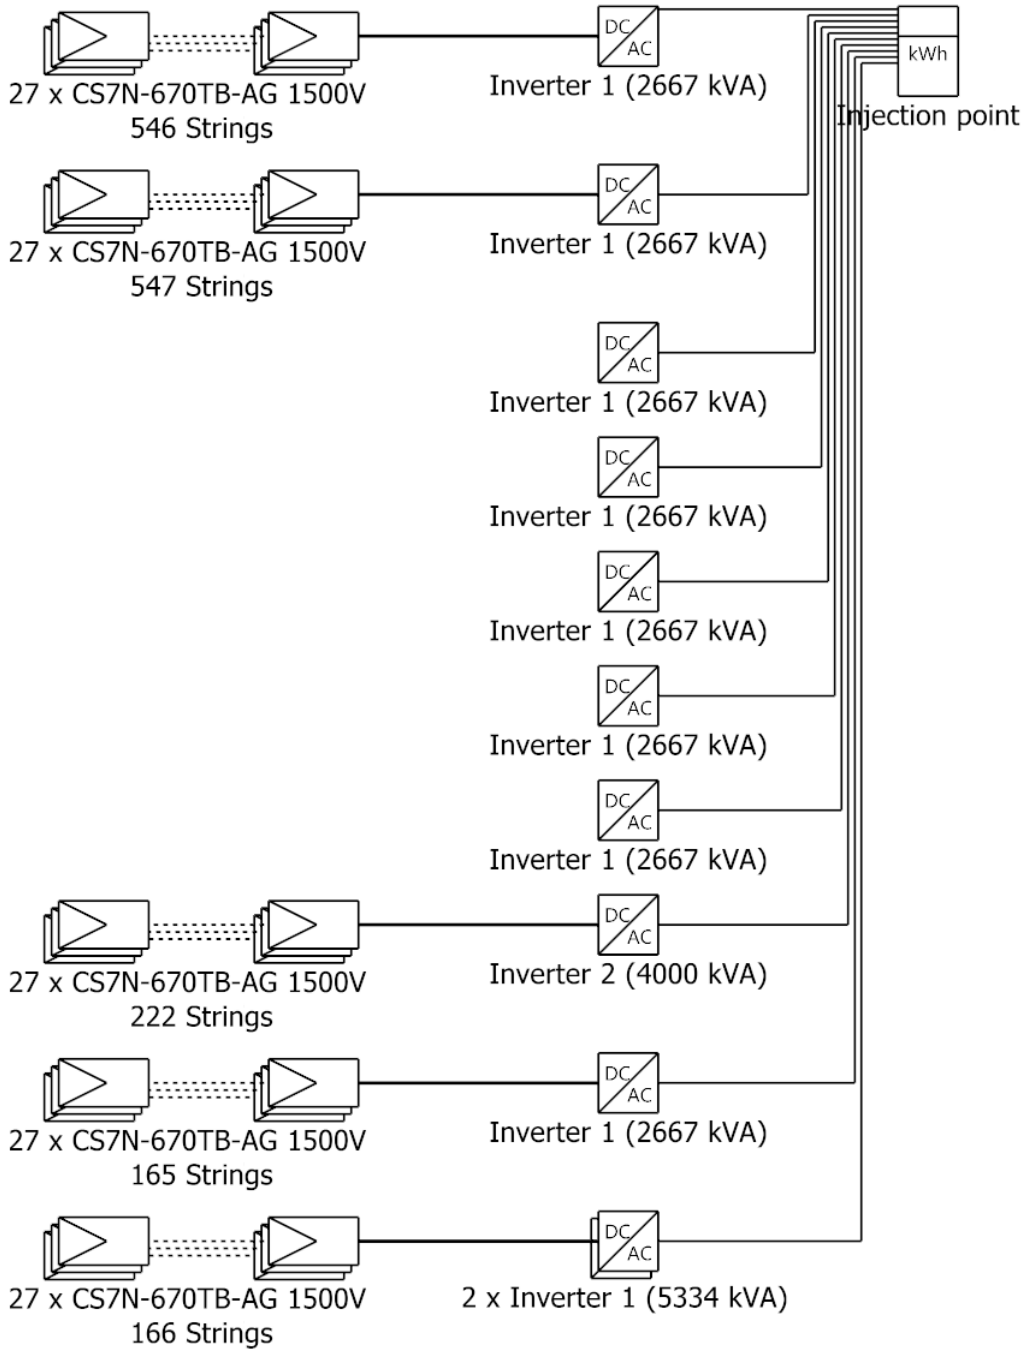 DC
AC
27 x CS7N-670TB-AG 1500V
546 Strings
Inverter 1 (2667 kVA)
kWh
Injection point
DC
AC
27 x CS7N-670TB-AG 1500V
547 Strings
Inverter 1 (2667 kVA)
DC
AC
Inverter 1 (2667 kVA)
DC
AC
Inverter 1 (2667 kVA)
DC
AC
Inverter 1 (2667 kVA)
DC
AC
Inverter 1 (2667 kVA)
DC
AC
Inverter 1 (2667 kVA)
DC
AC
27 x CS7N-670TB-AG 1500V
222 Strings
Inverter 2 (4000 kVA)
DC
AC
27 x CS7N-670TB-AG 1500V
165 Strings
Inverter 1 (2667 kVA)
DC
AC
27 x CS7N-670TB-AG 1500V
166 Strings
2 x Inverter 1 (5334 kVA)